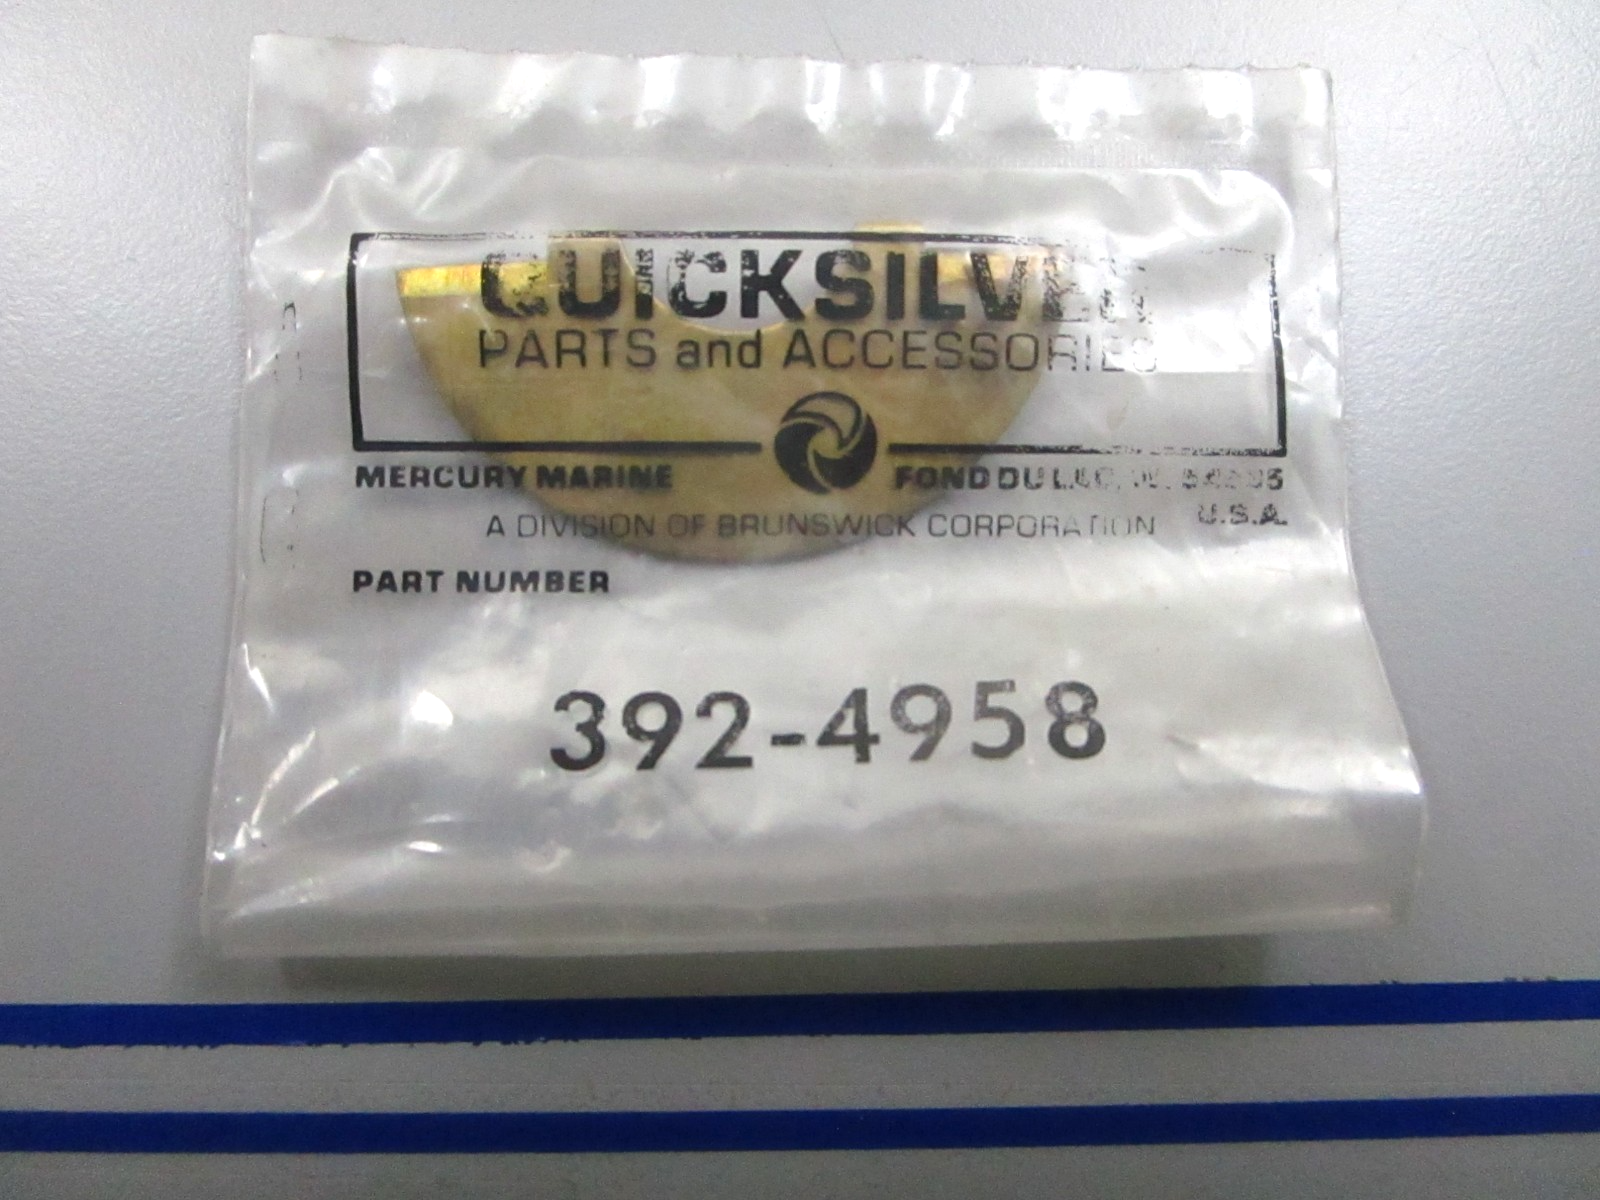 QUICKSILVER
PARTS and ACCESSORIES
MERCURY MARINE FOND DU LAC, WI.
U.S.A.
A DIVISION OF BRUNSWICK CORPORATION
PART NUMBER
392-4958